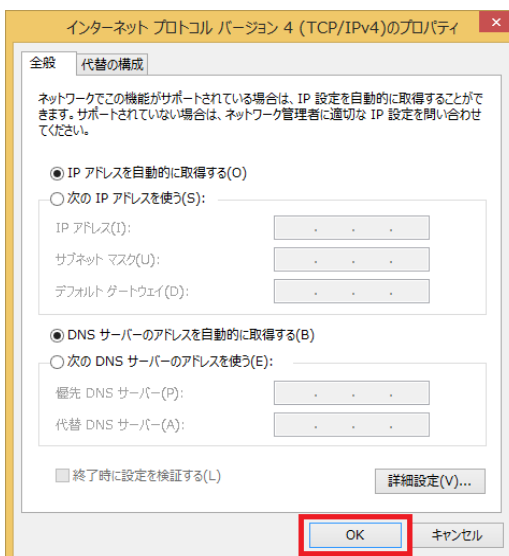 インターネット プロトコル バージョン 4 (TCP/IPv4)のプロパティ
全般
代替の構成
ネットワークでこの機能がサポートされている場合は、IP 設定を自動的に取得することがで
きます。サポートされていない場合は、ネットワーク管理者に適切な IP 設定を問い合わせ
てください。
IP アドレスを自動的に取得する(O)
次の IP アドレスを使う(S):
IP アドレス(I):
サブネット マスク(U):
デフォルト ゲートウェイ(D):
DNS サーバーのアドレスを自動的に取得する(B)
次の DNS サーバーのアドレスを使う(E):
優先 DNS サーバー(P):
代替 DNS サーバー(A):
終了時に設定を検証する(L)
詳細設定(V)...
OK
キャンセル